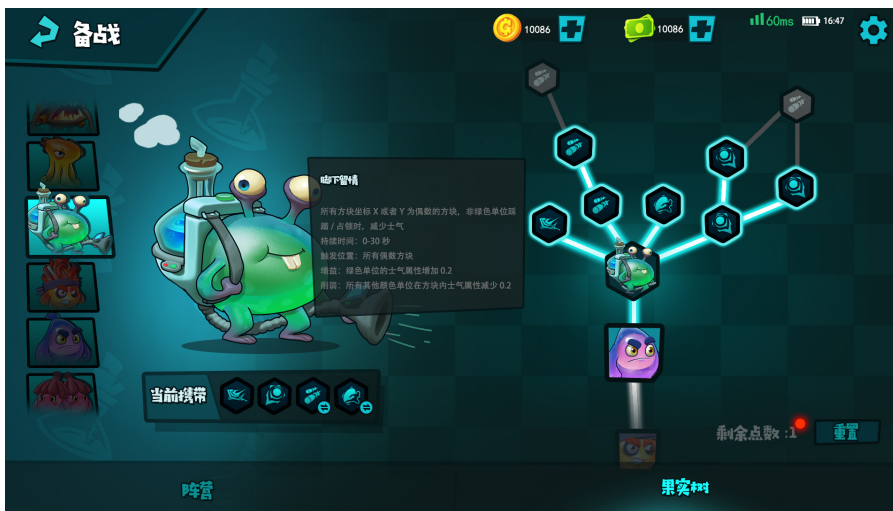 备战
10086
10086
60ms
16:47
脚下留情
所有方块坐标 X 或者 Y 为偶数的方块，非绿色单位踩
踏 / 占领时，减少士气
持续时间：0-30 秒
触发位置：所有偶数方块
增益：绿色单位的士气属性增加 0.2
削弱：所有其他颜色单位在方块内士气属性减少 0.2
当前携带
剩余点数 :1
重置
阵营
果实树